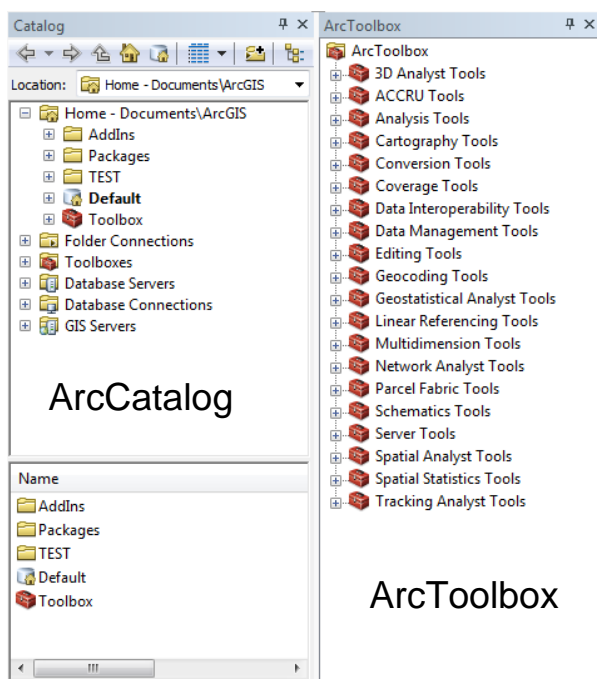 Catalog
Location: Home - Documents\ArcGIS
Home - Documents\ArcGIS
AddIns
Packages
TEST
Default
Toolbox
Folder Connections
Toolboxes
Database Servers
Database Connections
GIS Servers
ArcCatalog
Name
AddIns
Packages
TEST
Default
Toolbox
ArcToolbox
ArcToolbox
3D Analyst Tools
ACCRU Tools
Analysis Tools
Cartography Tools
Conversion Tools
Coverage Tools
Data Interoperability Tools
Data Management Tools
Editing Tools
Geocoding Tools
Geostatistical Analyst Tools
Linear Referencing Tools
Multidimension Tools
Network Analyst Tools
Parcel Fabric Tools
Schematics Tools
Server Tools
Spatial Analyst Tools
Spatial Statistics Tools
Tracking Analyst Tools
ArcToolbox